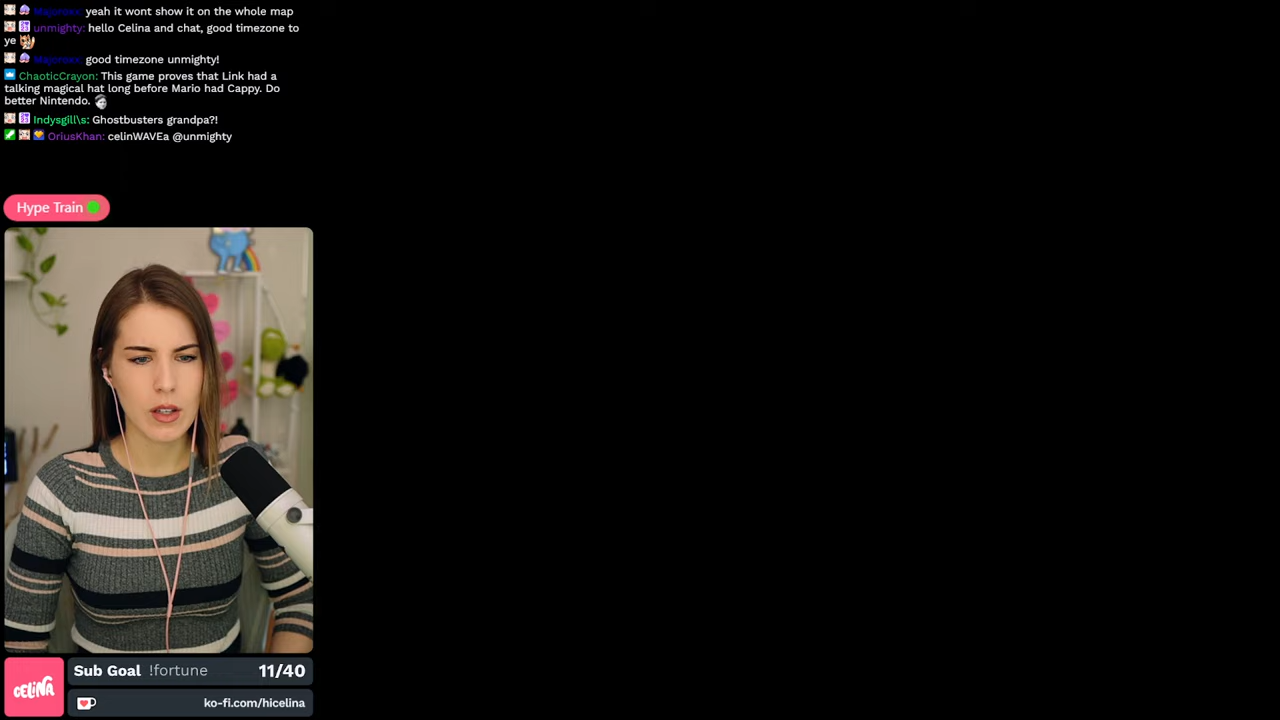 Majoroxx: yeah it wont show it on the whole map
unmighty: hello Celina and chat, good timezone to
ye
Majoroxx: good timezone unmighty!
ChaoticCrayon: This game proves that Link had a
talking magical hat long before Mario had Cappy. Do
better Nintendo.
Indysgill\s: Ghostbusters grandpa?!
OriusKhan: celinWAVEa @unmighty
Hype Train
CELINA
Sub Goal !fortune 11/40
ko-fi.com/hicelina